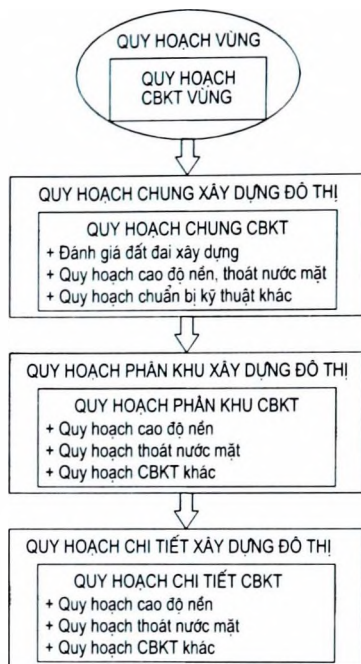 QUY HOẠCH VÙNG
QUY HOẠCH
CBKT VÙNG
QUY HOẠCH CHUNG XÂY DỰNG ĐÔ THỊ
QUY HOẠCH CHUNG CBKT
+ Đánh giá đất đai xây dựng
+ Quy hoạch cao độ nền, thoát nước mặt
+ Quy hoạch chuẩn bị kỹ thuật khác
QUY HOẠCH PHÂN KHU XÂY DỰNG ĐÔ THỊ
QUY HOẠCH PHÂN KHU CBKT
+ Quy hoạch cao độ nền
+ Quy hoạch thoát nước mặt
+ Quy hoạch CBKT khác
QUY HOẠCH CHI TIẾT XÂY DỰNG ĐÔ THỊ
QUY HOẠCH CHI TIẾT CBKT
+ Quy hoạch cao độ nền
+ Quy hoạch thoát nước mặt
+ Quy hoạch CBKT khác